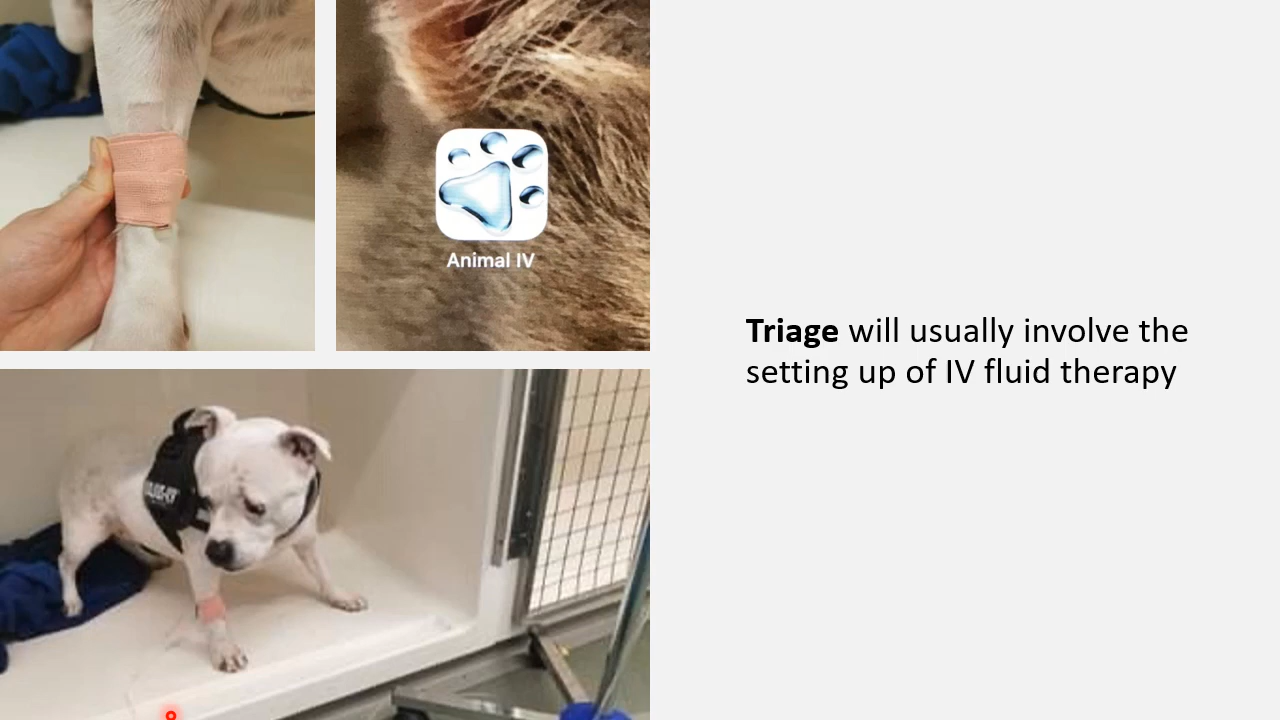 Animal IV
Triage will usually involve the
setting up of IV fluid therapy